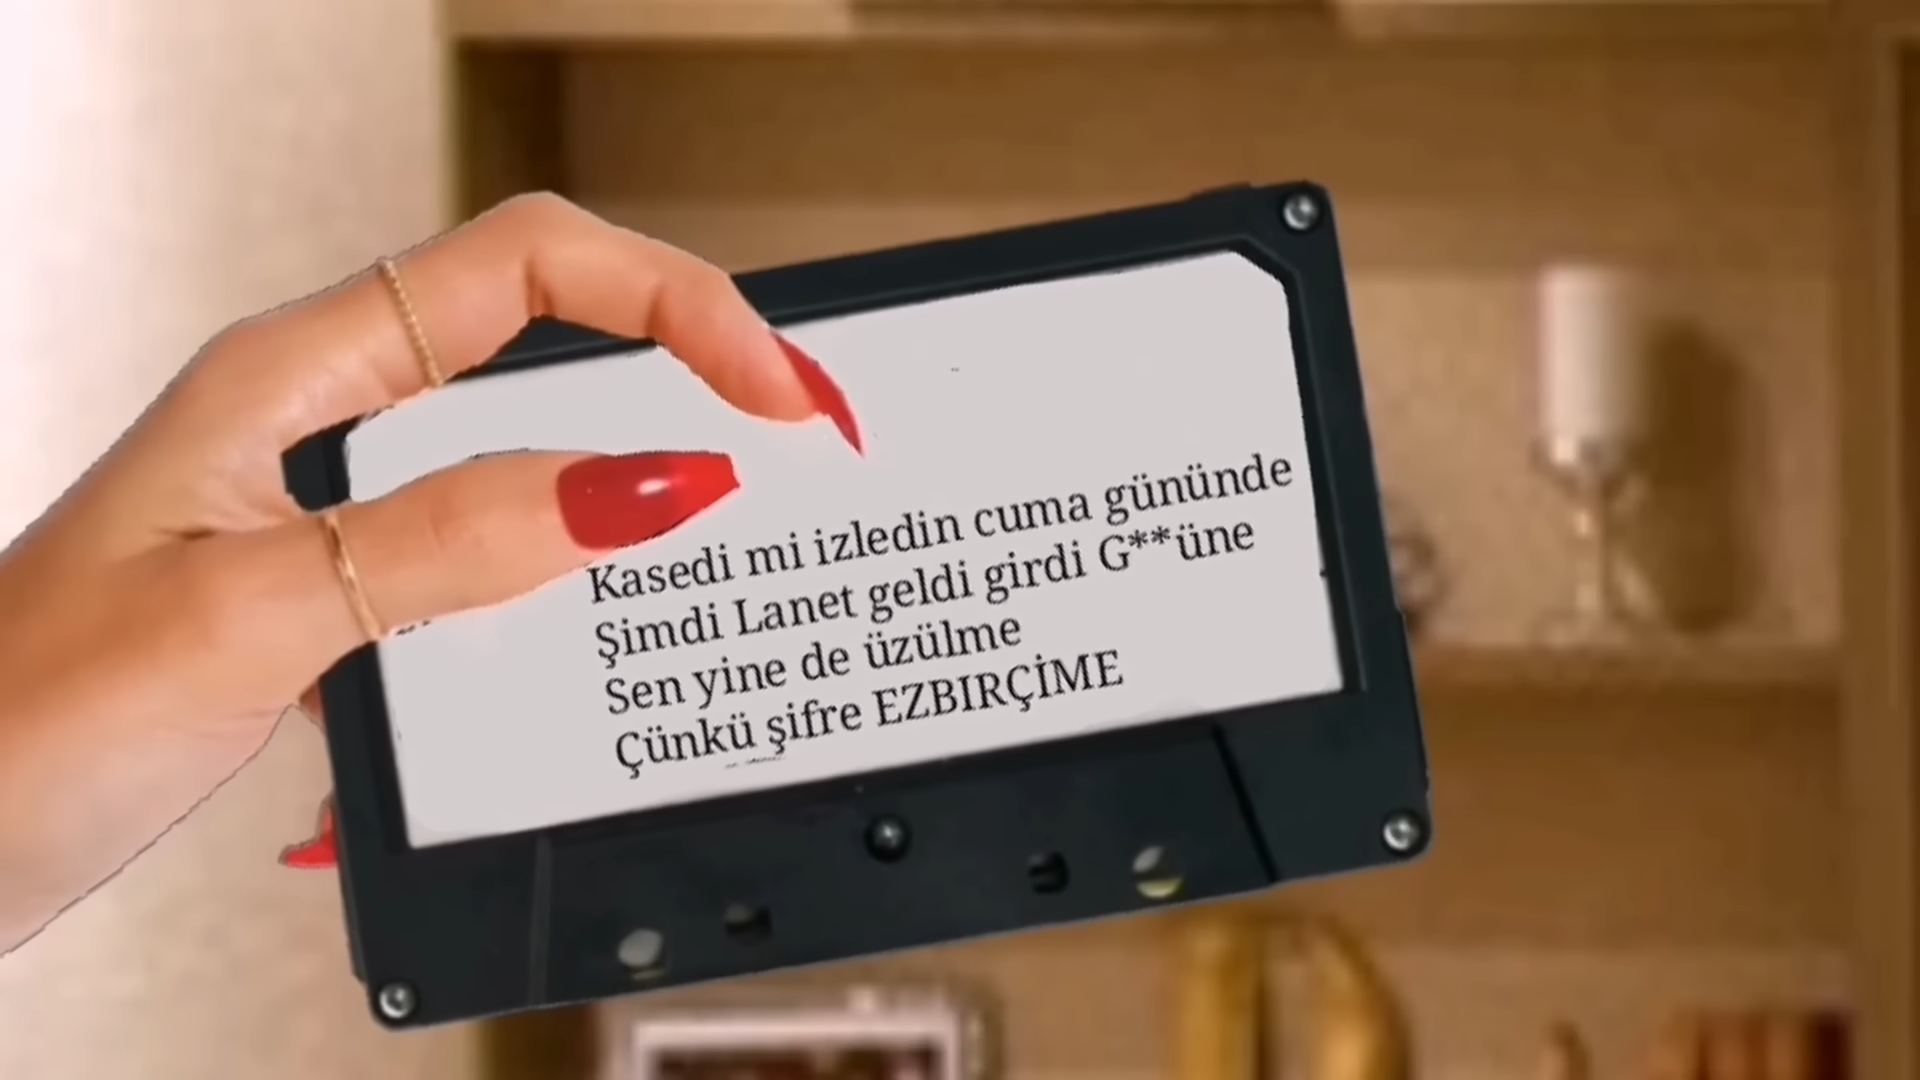 Kasedi mi izledin cuma gününde
Şimdi Lanet geldi girdi G**üne
Sen yine de üzülme
Çünkü şifre EZBIRÇİME